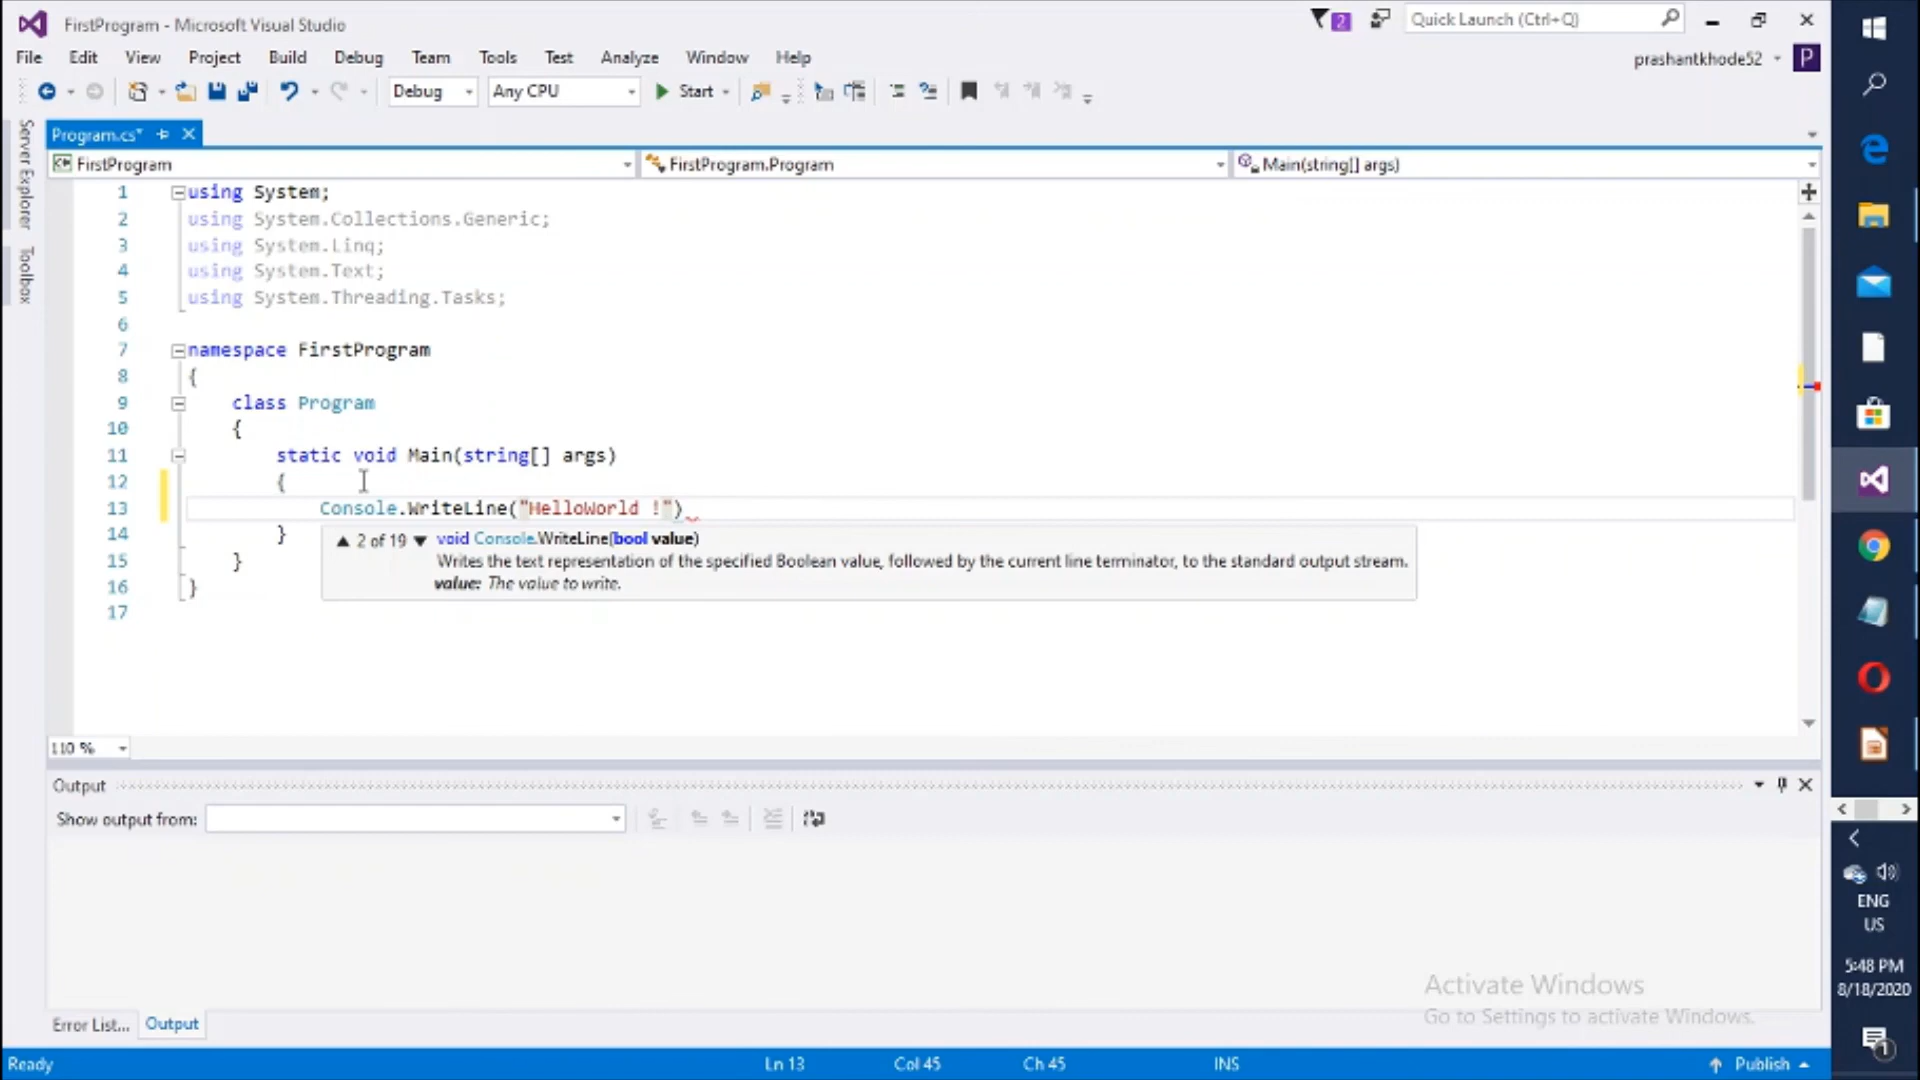 FirstProgram - Microsoft Visual Studio
2
Quick Launch (Ctrl+Q)
File Edit View Project Build Debug Team Tools Test Analyze Window Help
prashantkhode52
P
Debug
Any CPU
Start
Server Explorer
Toolbox
Program.cs*
FirstProgram
FirstProgram.Program
Main(string[] args)
1 using System;
2 using System.Collections.Generic;
3 using System.Linq;
4 using System.Text;
5 using System.Threading.Tasks;
6
7 namespace FirstProgram
8 {
9 class Program
10 {
11 static void Main(string[] args)
12 {
13 Console.WriteLine("HelloWorld !")
14 }
2 of 19 void Console.WriteLine(bool value)
Writes the text representation of the specified Boolean value, followed by the current line terminator, to the standard output stream.
value: The value to write.
15 }
16 }
17
110 %
Output
Show output from:
Activate Windows
Go to Settings to activate Windows.
Error List...
Output
Ready
Ln 13
Col 45
Ch 45
INS
Publish
ENG
US
5:48 PM
8/18/2020
1